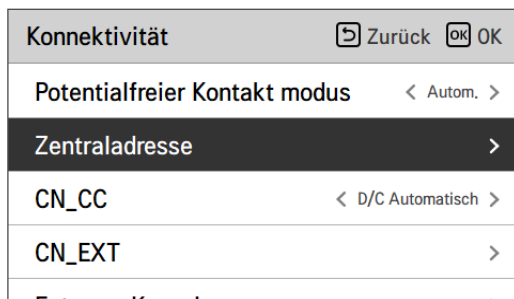 Konnektivität Zurück OK OK
Potentialfreier Kontakt modus < Autom. >
Zentraladresse >
CN_CC < D/C Automatisch >
CN_EXT >